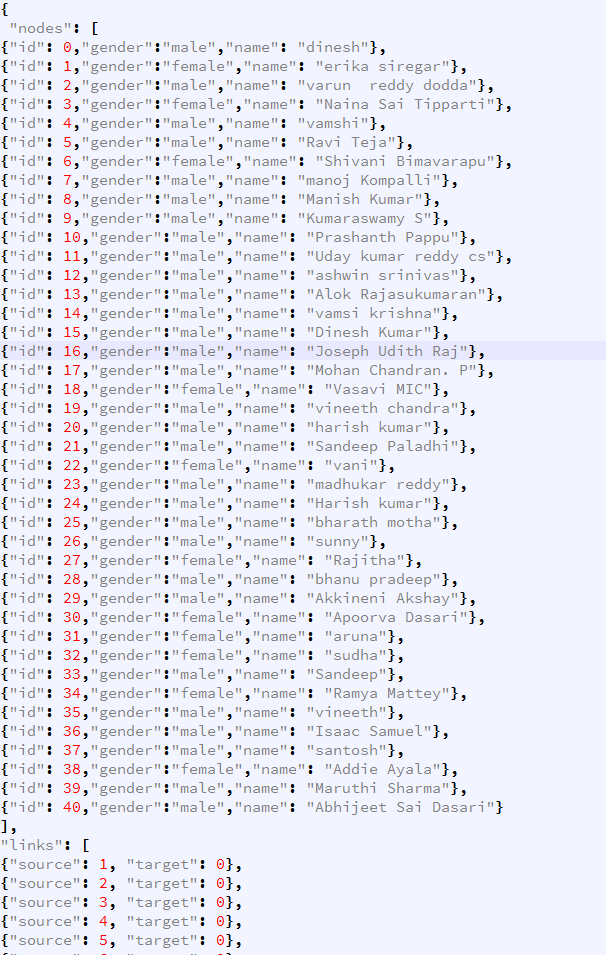 {
 "nodes": [
{"id": 0,"gender":"male","name": "dinesh"},
{"id": 1,"gender":"female","name": "erika siregar"},
{"id": 2,"gender":"male","name": "varun  reddy dodda"},
{"id": 3,"gender":"female","name": "Naina Sai Tipparti"},
{"id": 4,"gender":"male","name": "vamshi"},
{"id": 5,"gender":"male","name": "Ravi Teja"},
{"id": 6,"gender":"female","name": "Shivani Bimavarapu"},
{"id": 7,"gender":"male","name": "manoj Kompalli"},
{"id": 8,"gender":"male","name": "Manish Kumar"},
{"id": 9,"gender":"male","name": "Kumaraswamy S"},
{"id": 10,"gender":"male","name": "Prashanth Pappu"},
{"id": 11,"gender":"male","name": "Uday kumar reddy cs"},
{"id": 12,"gender":"male","name": "ashwin srinivas"},
{"id": 13,"gender":"male","name": "Alok Rajasukumaran"},
{"id": 14,"gender":"male","name": "vamsi krishna"},
{"id": 15,"gender":"male","name": "Dinesh Kumar"},
{"id": 16,"gender":"male","name": "Joseph Udith Raj"},
{"id": 17,"gender":"male","name": "Mohan Chandran. P"},
{"id": 18,"gender":"female","name": "Vasavi MIC"},
{"id": 19,"gender":"male","name": "vineeth chandra"},
{"id": 20,"gender":"male","name": "harish kumar"},
{"id": 21,"gender":"male","name": "Sandeep Paladhi"},
{"id": 22,"gender":"female","name": "vani"},
{"id": 23,"gender":"male","name": "madhukar reddy"},
{"id": 24,"gender":"male","name": "Harish kumar"},
{"id": 25,"gender":"male","name": "bharath motha"},
{"id": 26,"gender":"male","name": "sunny"},
{"id": 27,"gender":"female","name": "Rajitha"},
{"id": 28,"gender":"male","name": "bhanu pradeep"},
{"id": 29,"gender":"male","name": "Akkineni Akshay"},
{"id": 30,"gender":"female","name": "Apoorva Dasari"},
{"id": 31,"gender":"female","name": "aruna"},
{"id": 32,"gender":"female","name": "sudha"},
{"id": 33,"gender":"male","name": "Sandeep"},
{"id": 34,"gender":"female","name": "Ramya Mattey"},
{"id": 35,"gender":"male","name": "vineeth"},
{"id": 36,"gender":"male","name": "Isaac Samuel"},
{"id": 37,"gender":"male","name": "santosh"},
{"id": 38,"gender":"female","name": "Addie Ayala"},
{"id": 39,"gender":"male","name": "Maruthi Sharma"},
{"id": 40,"gender":"male","name": "Abhijeet Sai Dasari"}
],
"links": [
{"source": 1, "target": 0},
{"source": 2, "target": 0},
{"source": 3, "target": 0},
{"source": 4, "target": 0},
{"source": 5, "target": 0},